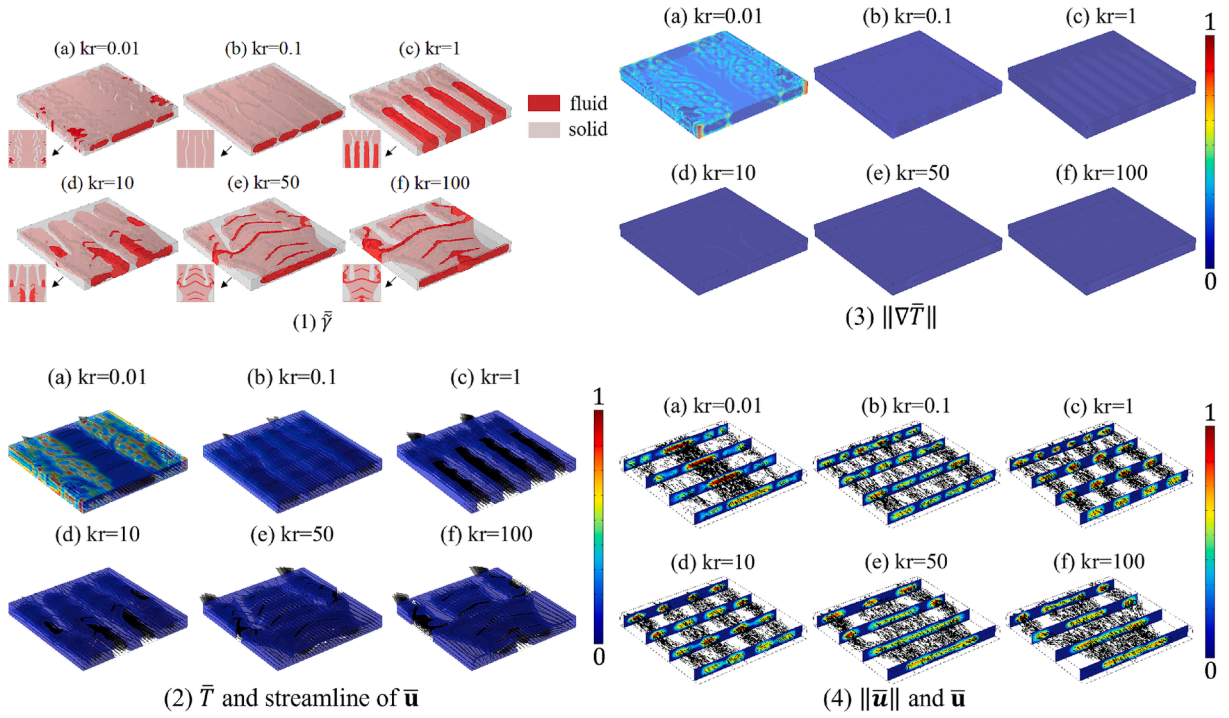 (a) kr=0.01 (b) kr=0.1 (c) kr=1
fluid
solid
(d) kr=10 (e) kr=50 (f) kr=100
(1) γ̿̃
(a) kr=0.01 (b) kr=0.1 (c) kr=1
1
(d) kr=10 (e) kr=50 (f) kr=100
0
(3) ‖∇T̄‖
(a) kr=0.01 (b) kr=0.1 (c) kr=1
1
(d) kr=10 (e) kr=50 (f) kr=100
0
(2) T̄ and streamline of ū
(a) kr=0.01 (b) kr=0.1 (c) kr=1
1
(d) kr=10 (e) kr=50 (f) kr=100
0
(4) ‖ū‖ and ū